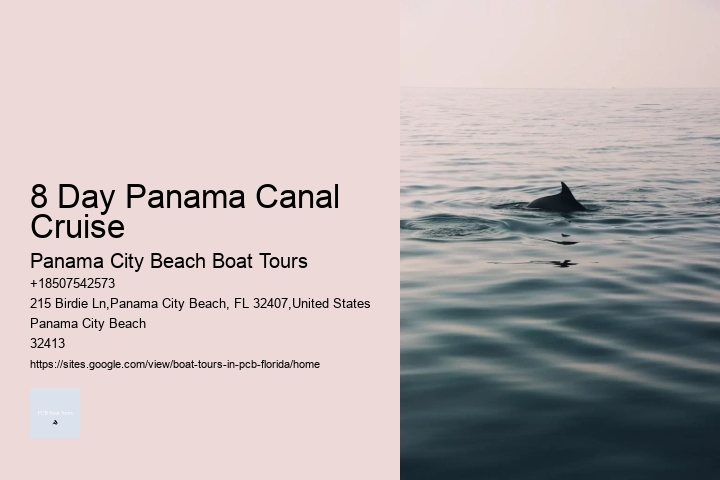 8 Day Panama Canal
Cruise
Panama City Beach Boat Tours
+18507542573
215 Birdie Ln,Panama City Beach, FL 32407,United States
Panama City Beach
32413
https://sites.google.com/view/boat-tours-in-pcb-florida/home